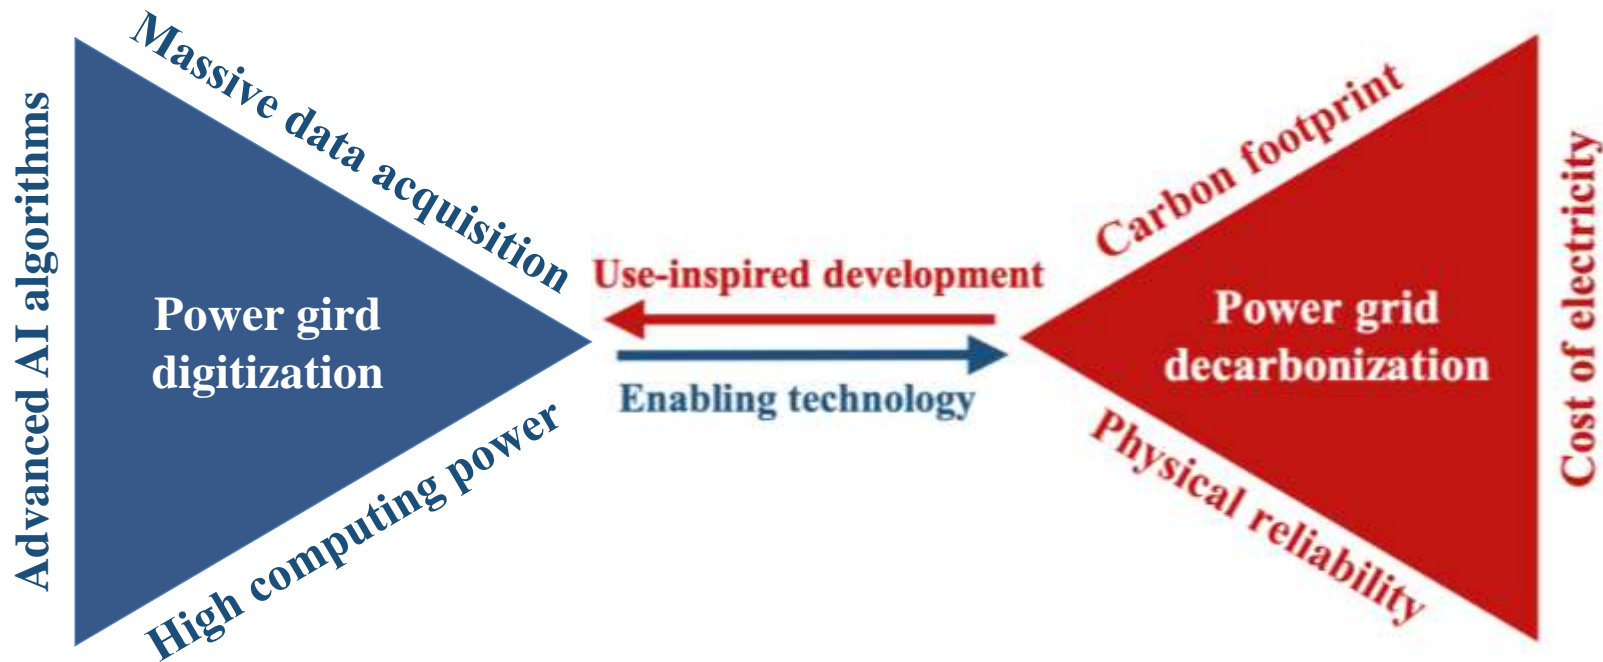 Massive data acquisition
Advanced AI algorithms
Power gird
digitization
High computing power
Use-inspired development
Enabling technology
Carbon footprint
Power grid
decarbonization
Cost of electricity
Physical reliability